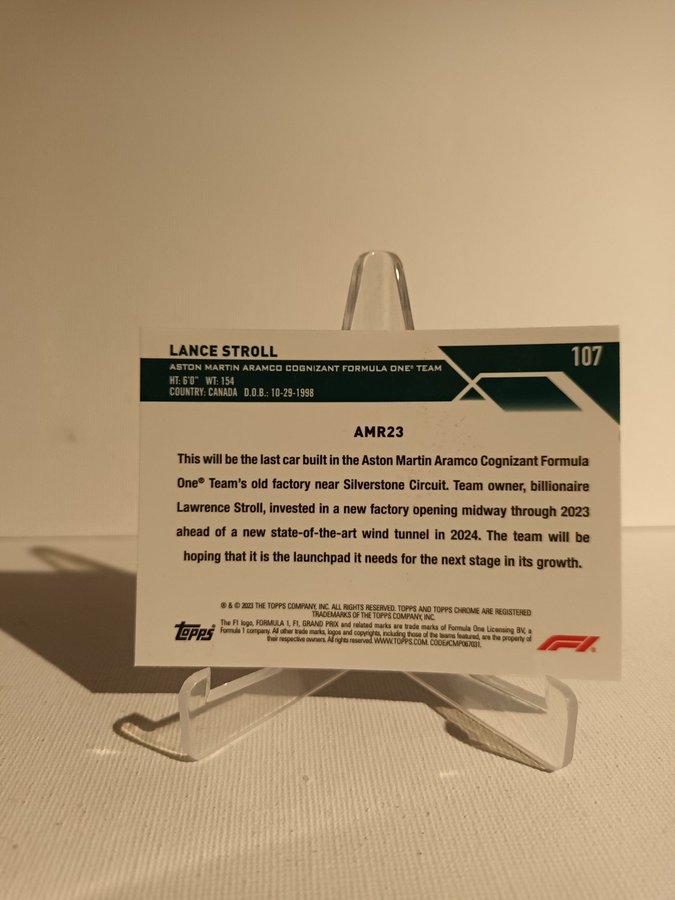 LANCE STROLL
107
ASTON MARTIN ARAMCO COGNIZANT FORMULA ONE® TEAM
HT: 6'0" WT: 154
COUNTRY: CANADA D.O.B.: 10-29-1998
AMR23
This will be the last car built in the Aston Martin Aramco Cognizant Formula
One® Team's old factory near Silverstone Circuit. Team owner, billionaire
Lawrence Stroll, invested in a new factory opening midway through 2023
ahead of a new state-of-the-art wind tunnel in 2024. The team will be
hoping that it is the launchpad it needs for the next stage in its growth.
® & © 2023 THE TOPPS COMPANY, INC. ALL RIGHTS RESERVED. TOPPS AND TOPPS CHROME ARE REGISTERED
TRADEMARKS OF THE TOPPS COMPANY, INC.
The F1 logo, FORMULA 1, F1, GRAND PRIX and related marks are trade marks of Formula One Licensing BV, a
Formula 1 company. All other trade marks, logos and copyrights, including those of the teams featured, are the property of
their respective owners. All rights reserved. WWW.TOPPS.COM. CODE#CMP067031.
Topps®
F1®